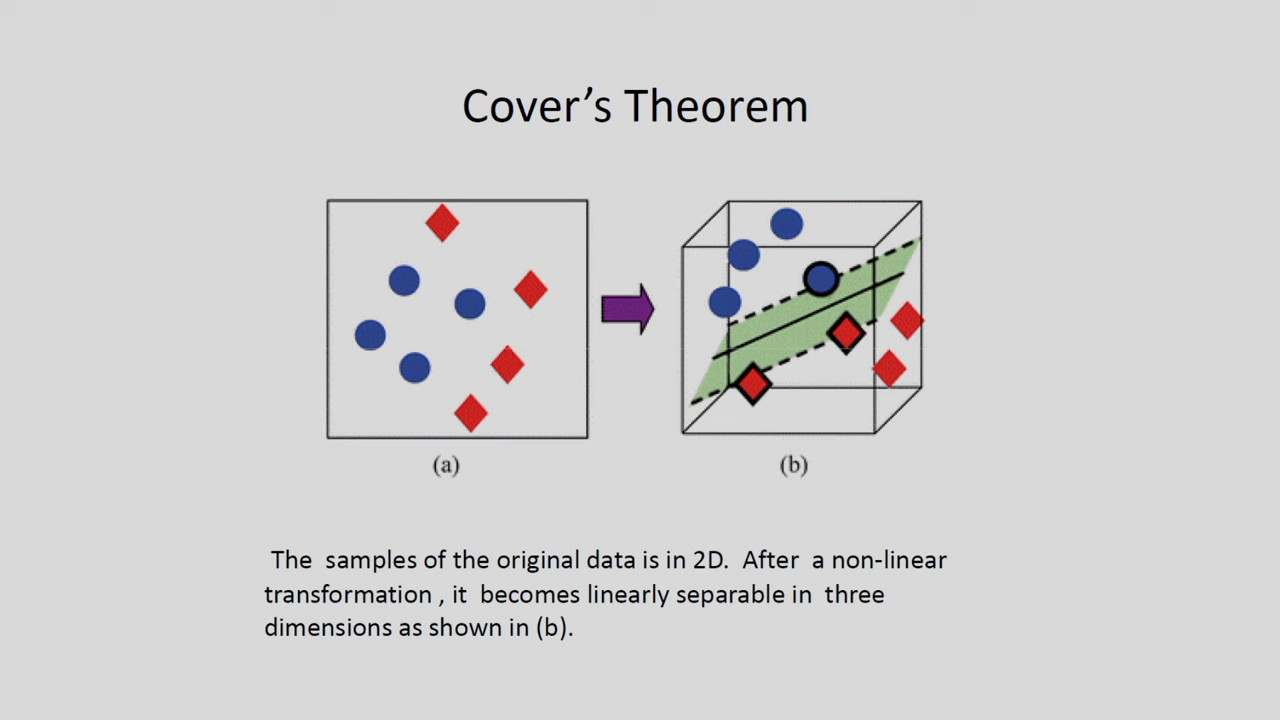 Cover’s Theorem
(a)
(b)
The samples of the original data is in 2D. After a non-linear
transformation , it becomes linearly separable in three
dimensions as shown in (b).